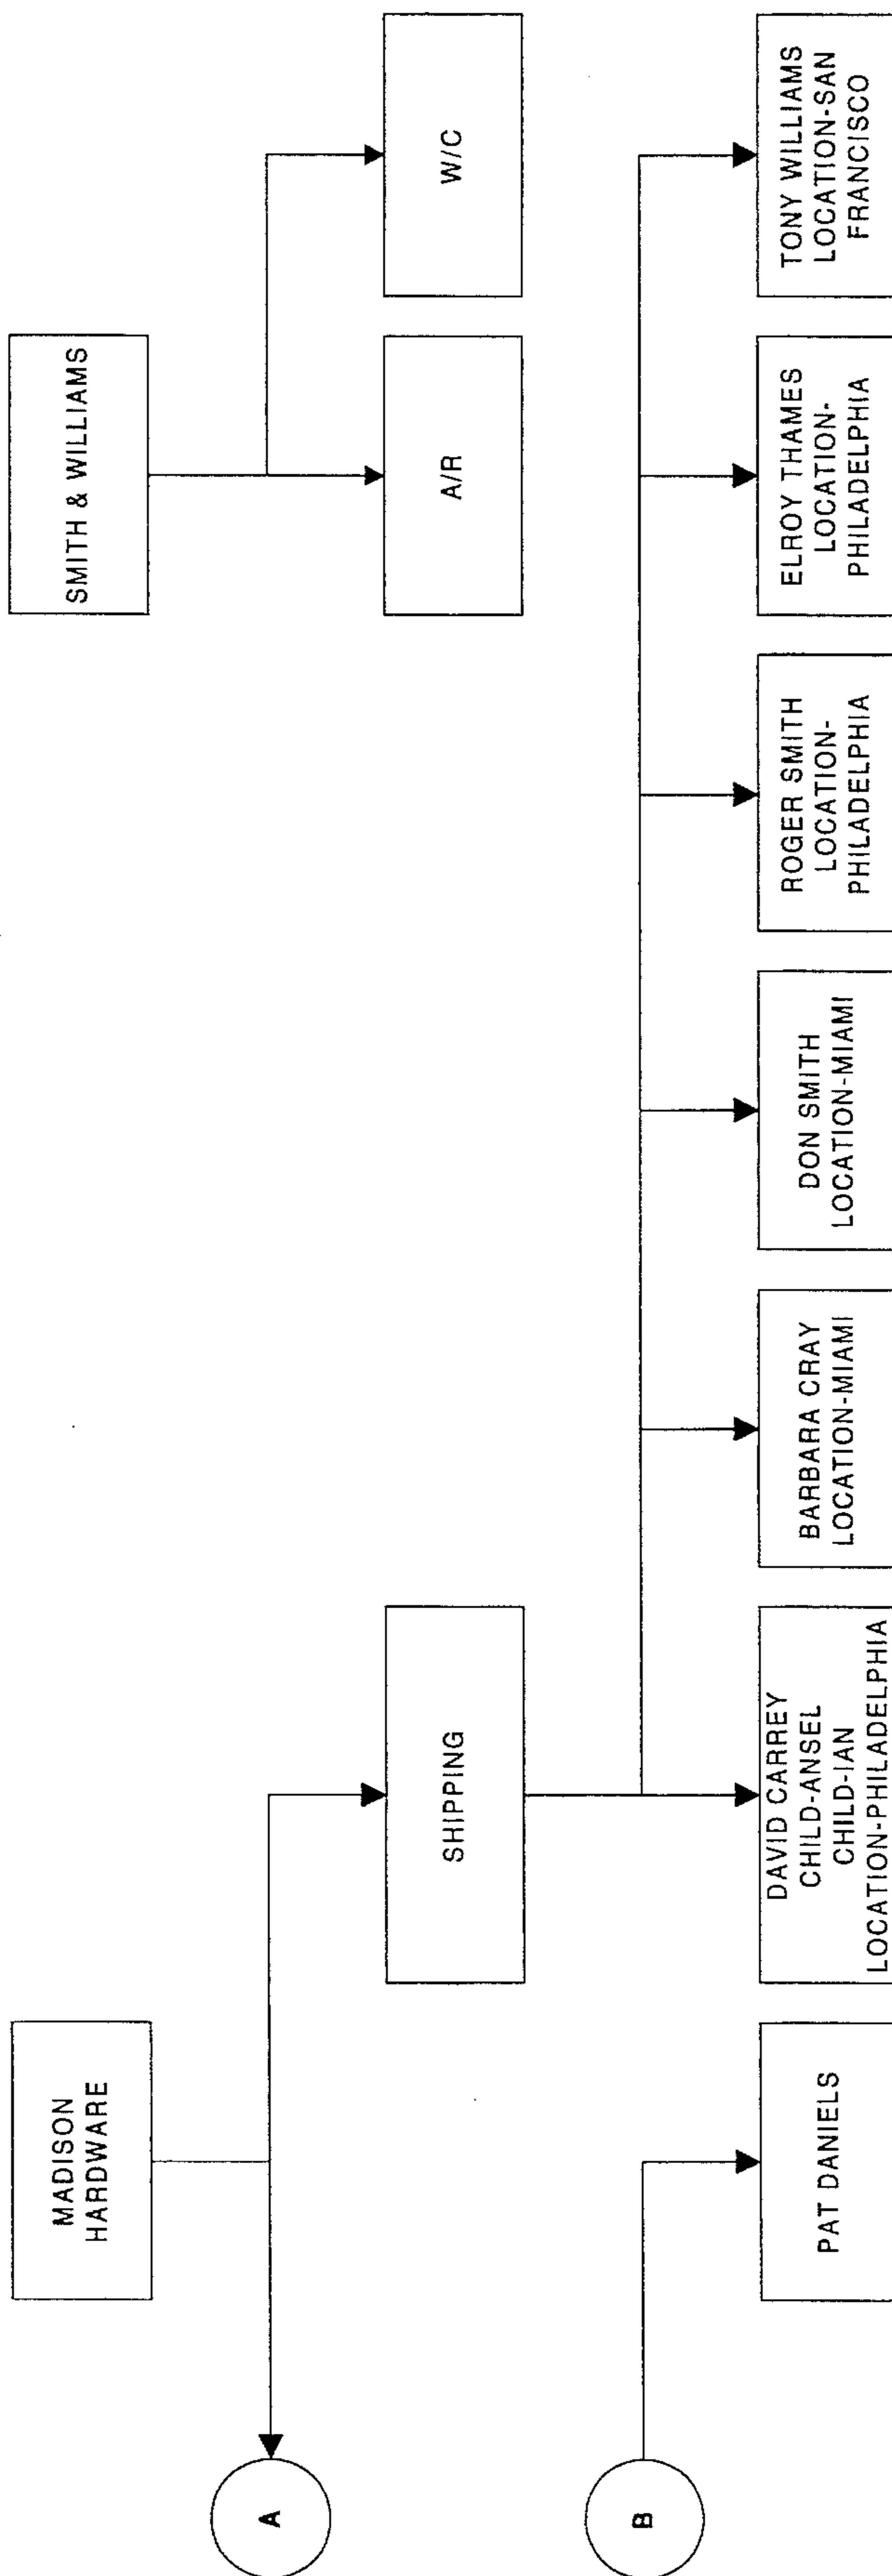 MADISON
HARDWARE
SMITH & WILLIAMS
A
SHIPPING
A/R
W/C
B
PAT DANIELS
DAVID CARREY
CHILD-ANSEL
CHILD-IAN
LOCATION-PHILADELPHIA
BARBARA CRAY
LOCATION-MIAMI
DON SMITH
LOCATION-MIAMI
ROGER SMITH
LOCATION-
PHILADELPHIA
ELROY THAMES
LOCATION-
PHILADELPHIA
TONY WILLIAMS
LOCATION-SAN
FRANCISCO